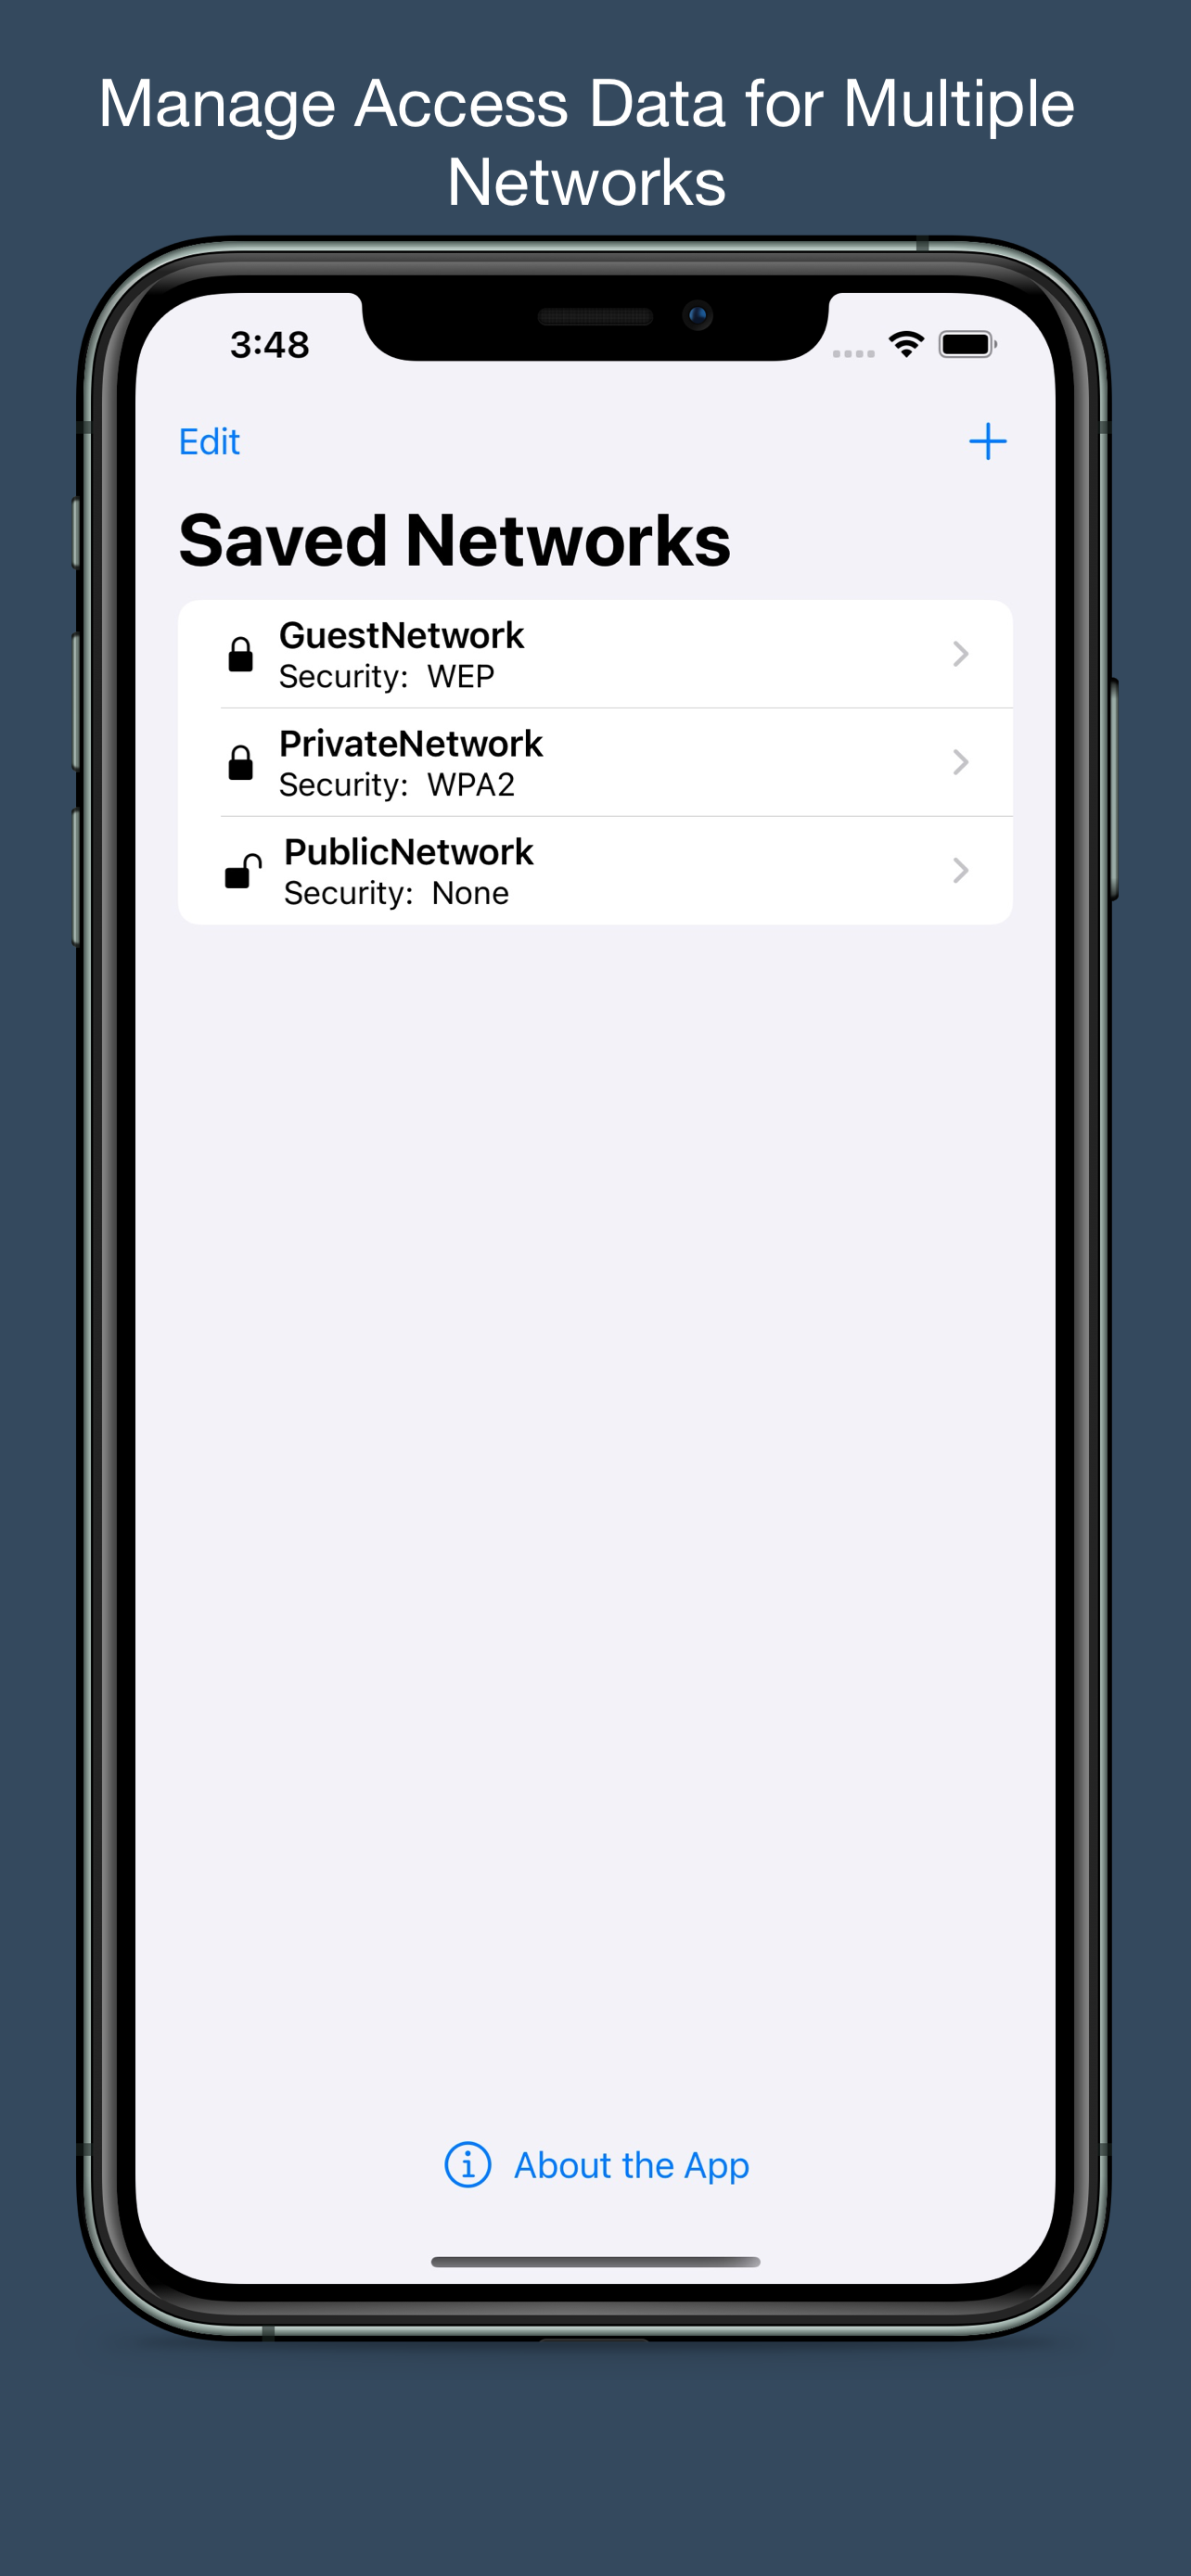 Manage Access Data for Multiple
Networks
3:48
Edit
Saved Networks
GuestNetwork
Security: WEP
PrivateNetwork
Security: WPA2
PublicNetwork
Security: None
About the App